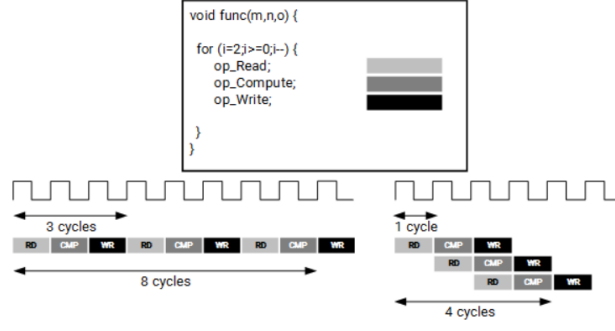 void func(m,n,o) {
for (i=2;i>=0;i--) {
op_Read;
op_Compute;
op_Write;
}
}
3 cycles
RD CMP WR RD CMP WR RD CMP WR
8 cycles
1 cycle
RD CMP WR
RD CMP WR
RD CMP WR
4 cycles